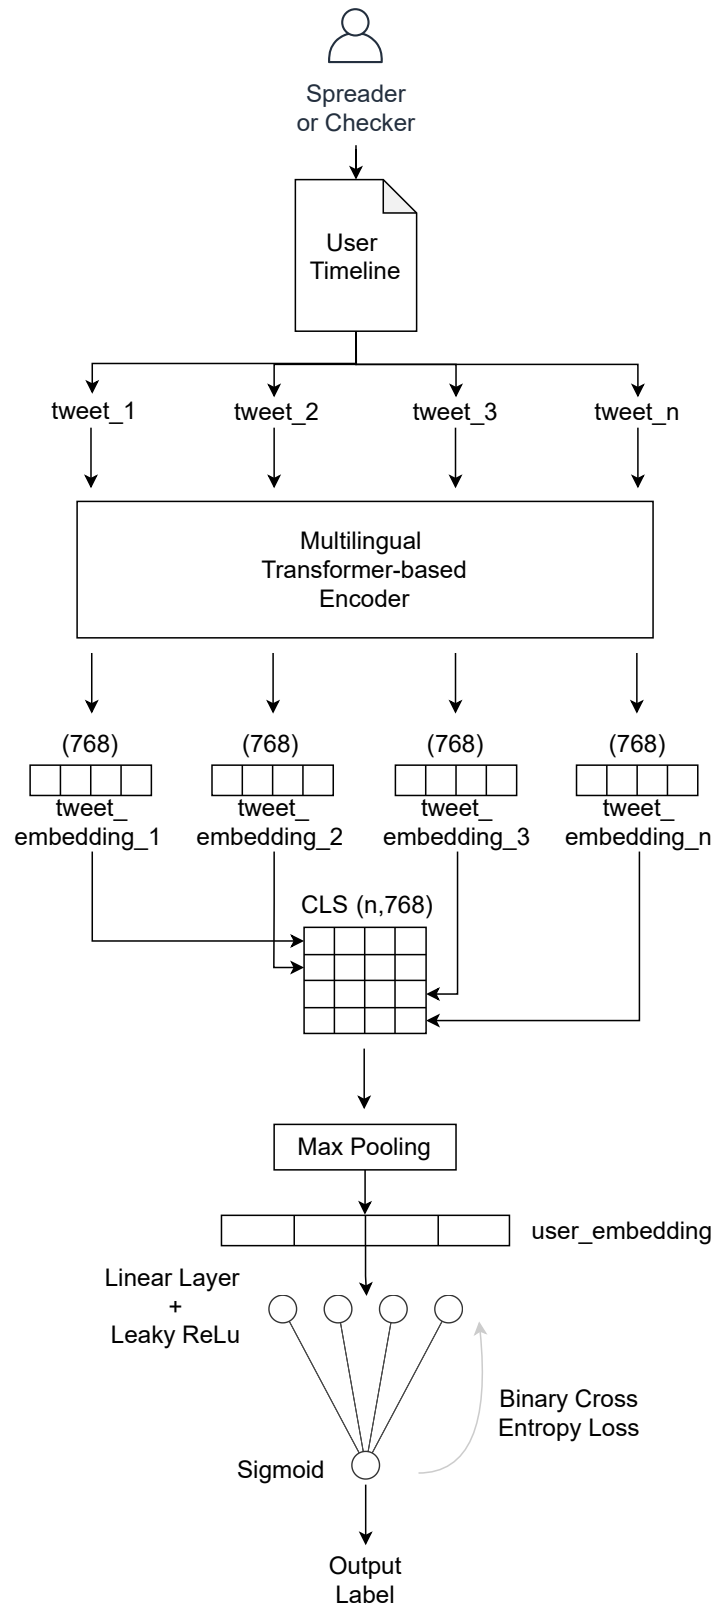 Spreader
or Checker
User
Timeline
tweet_1
tweet_2
tweet_3
tweet_n
Multilingual
Transformer-based
Encoder
(768)
(768)
(768)
(768)
tweet_
embedding_1
tweet_
embedding_2
tweet_
embedding_3
tweet_
embedding_n
CLS (n,768)
Max Pooling
user_embedding
Linear Layer
+
Leaky ReLu
Binary Cross
Entropy Loss
Sigmoid
Output
Label